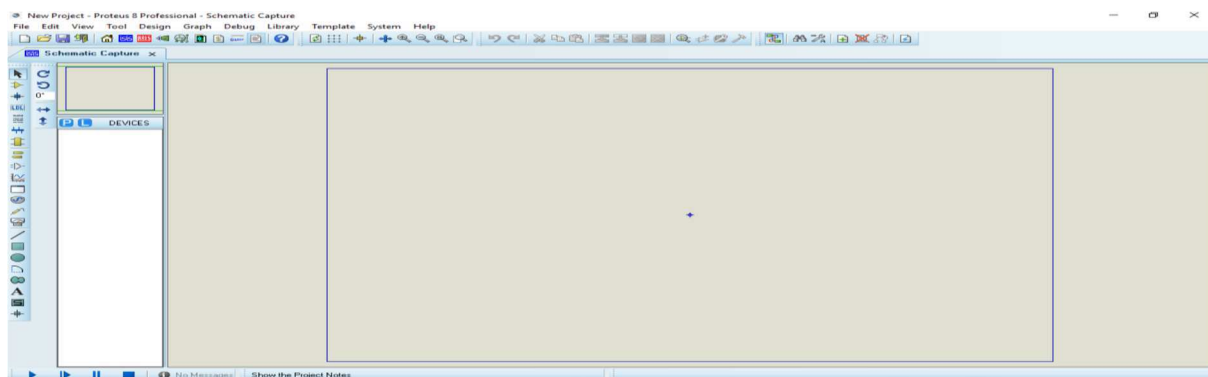 New Project - Proteus 8 Professional - Schematic Capture
File Edit View Tool Design Graph Debug Library Template System Help
Schematic Capture
0°
P L DEVICES
No Messages Show the Project Notes